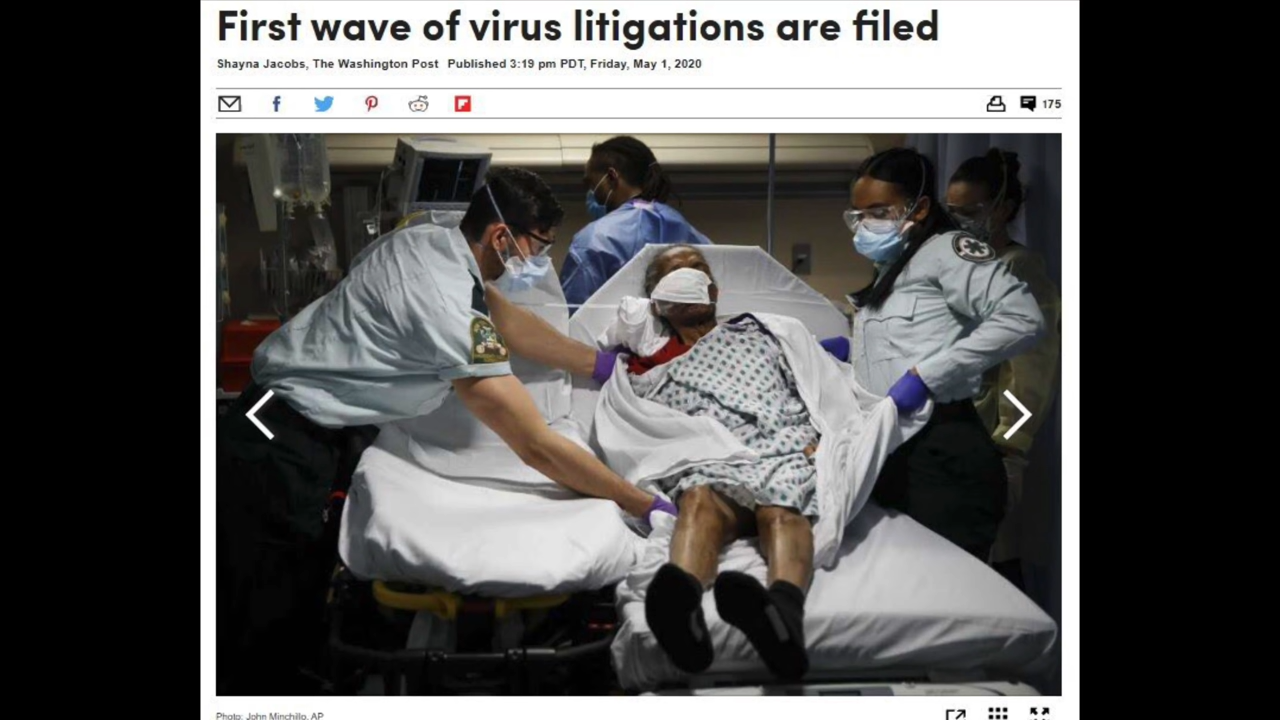 First wave of virus litigations are filed
Shayna Jacobs, The Washington Post Published 3:19 pm PDT, Friday, May 1, 2020
175
Photo: John Minchillo, AP